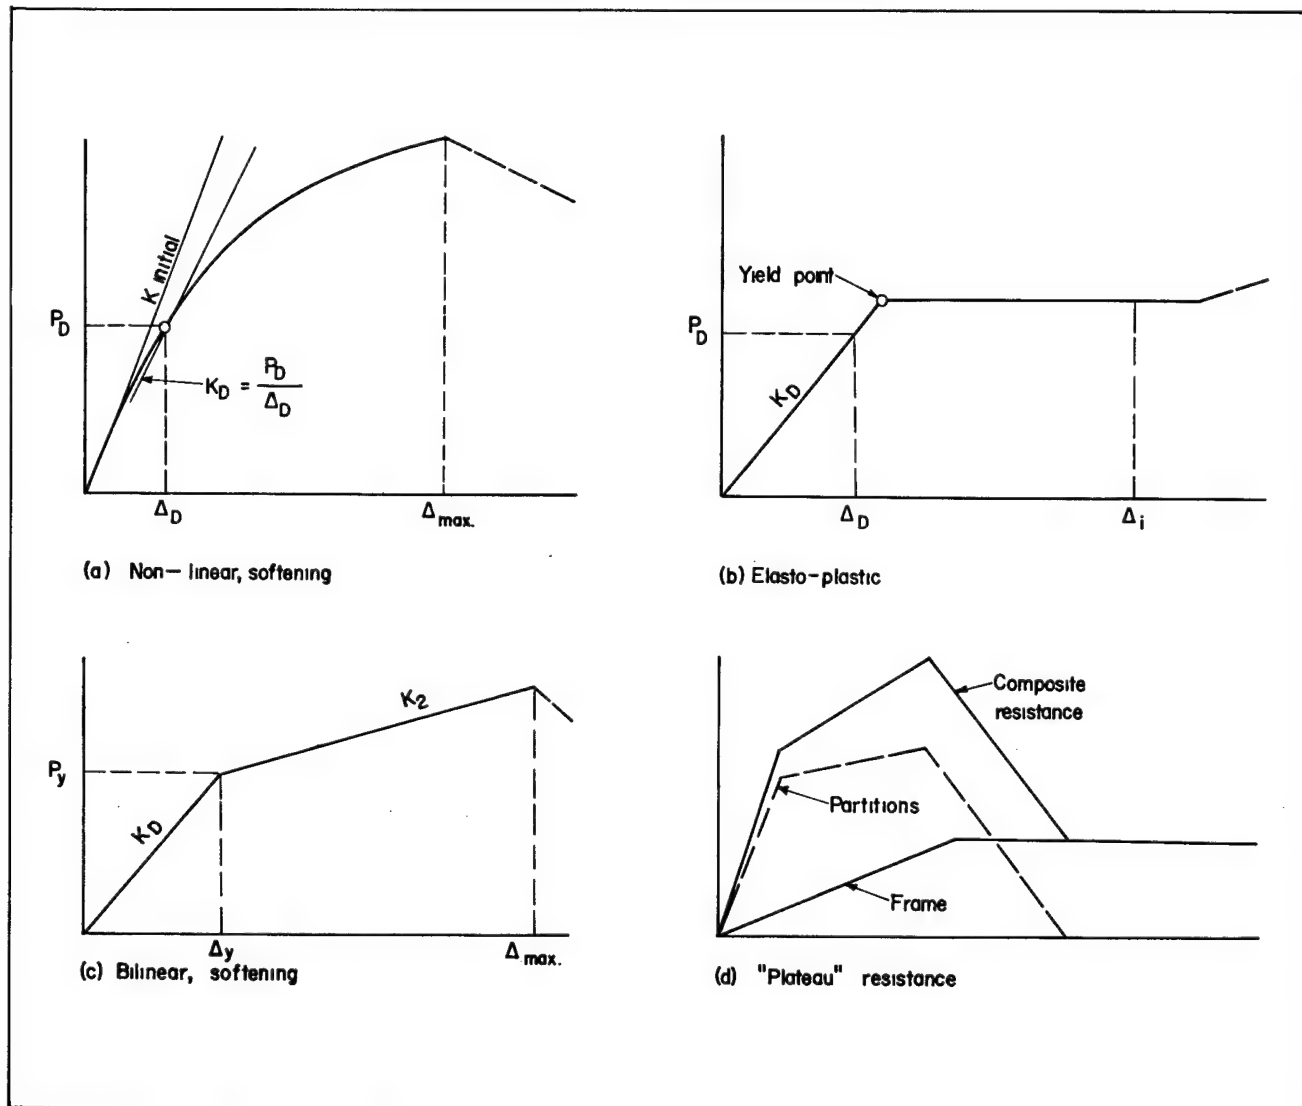 K initial
P_D
K_D = P_D / Δ_D
Δ_D
Δ_max.
(a) Non-linear, softening
Yield point
P_D
K_D
Δ_D
Δ_i
(b) Elasto-plastic
K_2
P_y
K_D
Δ_y
Δ_max.
(c) Bilinear, softening
Composite
resistance
Partitions
Frame
(d) "Plateau" resistance